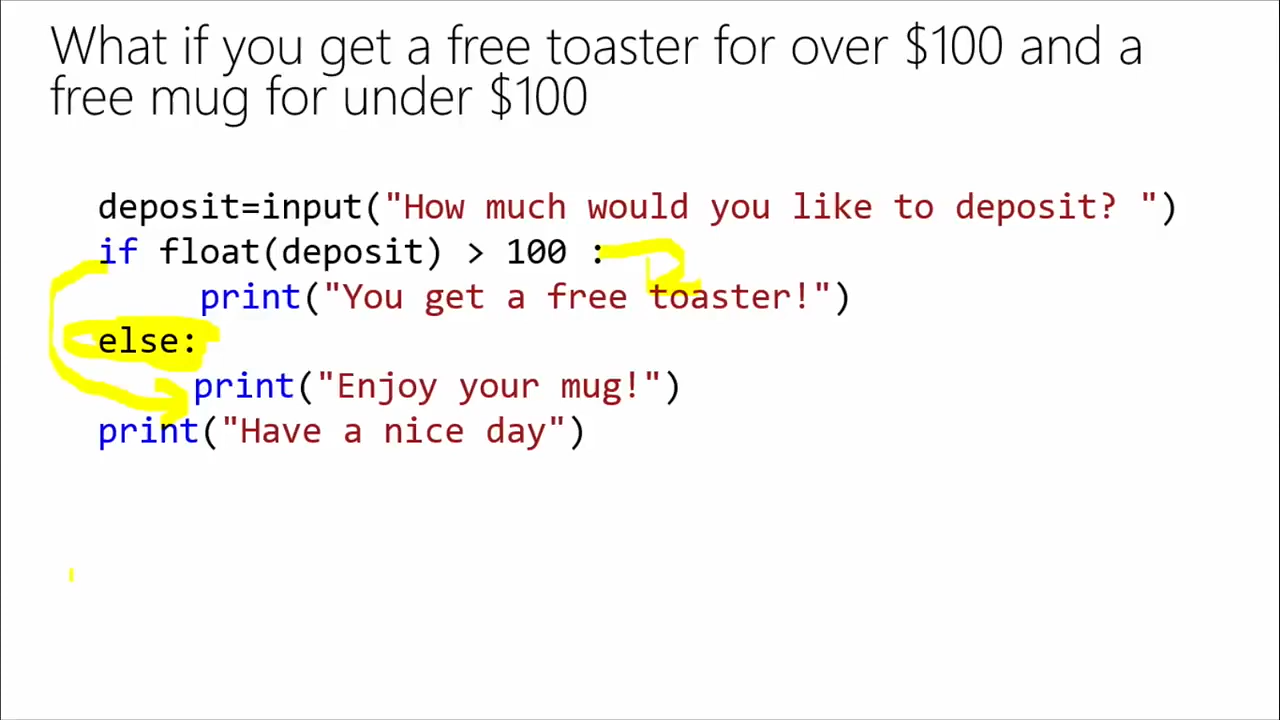 What if you get a free toaster for over $100 and a
free mug for under $100
deposit=input("How much would you like to deposit? ")
if float(deposit) > 100 :
print("You get a free toaster!")
else:
print("Enjoy your mug!")
print("Have a nice day")